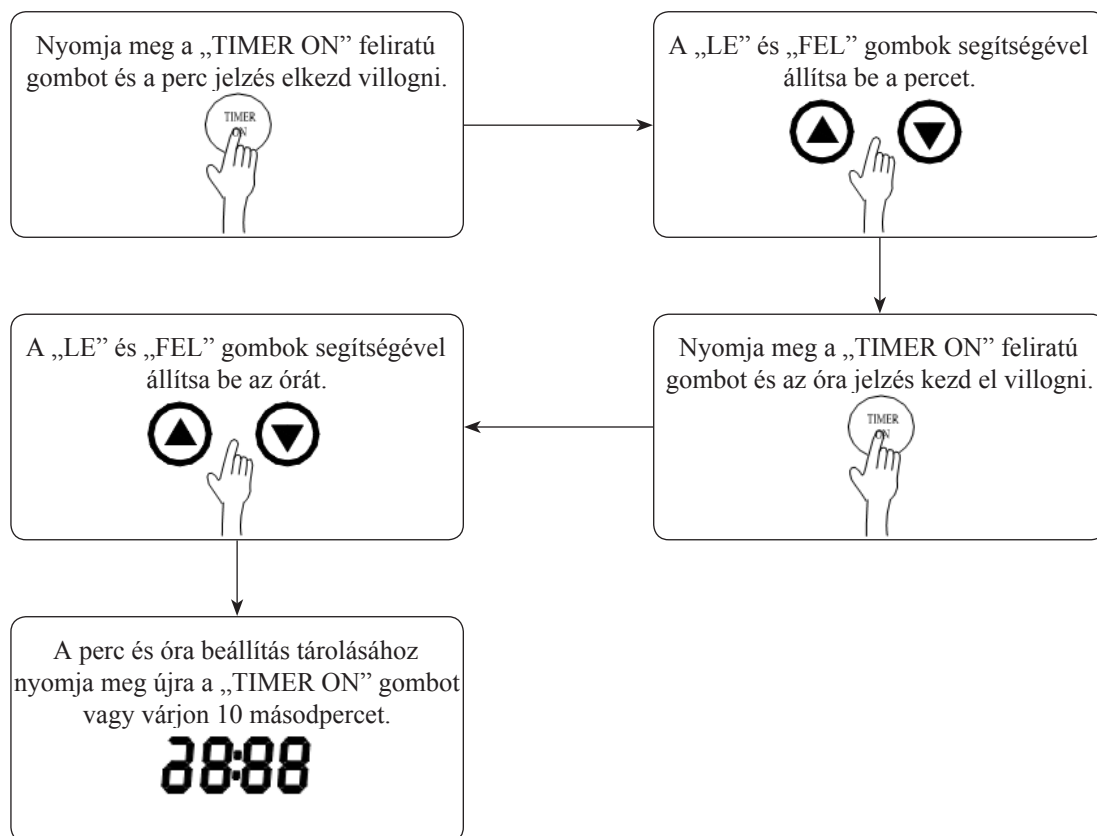 Nyomja meg a „TIMER ON” feliratú
gombot és a perc jelzés elkezd villogni.
TIMER
ON
A „LE” és „FEL” gombok segítségével
állítsa be a percet.
Nyomja meg a „TIMER ON” feliratú
gombot és az óra jelzés kezd el villogni.
TIMER
ON
A „LE” és „FEL” gombok segítségével
állítsa be az órát.
A perc és óra beállítás tárolásához
nyomja meg újra a „TIMER ON” gombot
vagy várjon 10 másodpercet.
28:88